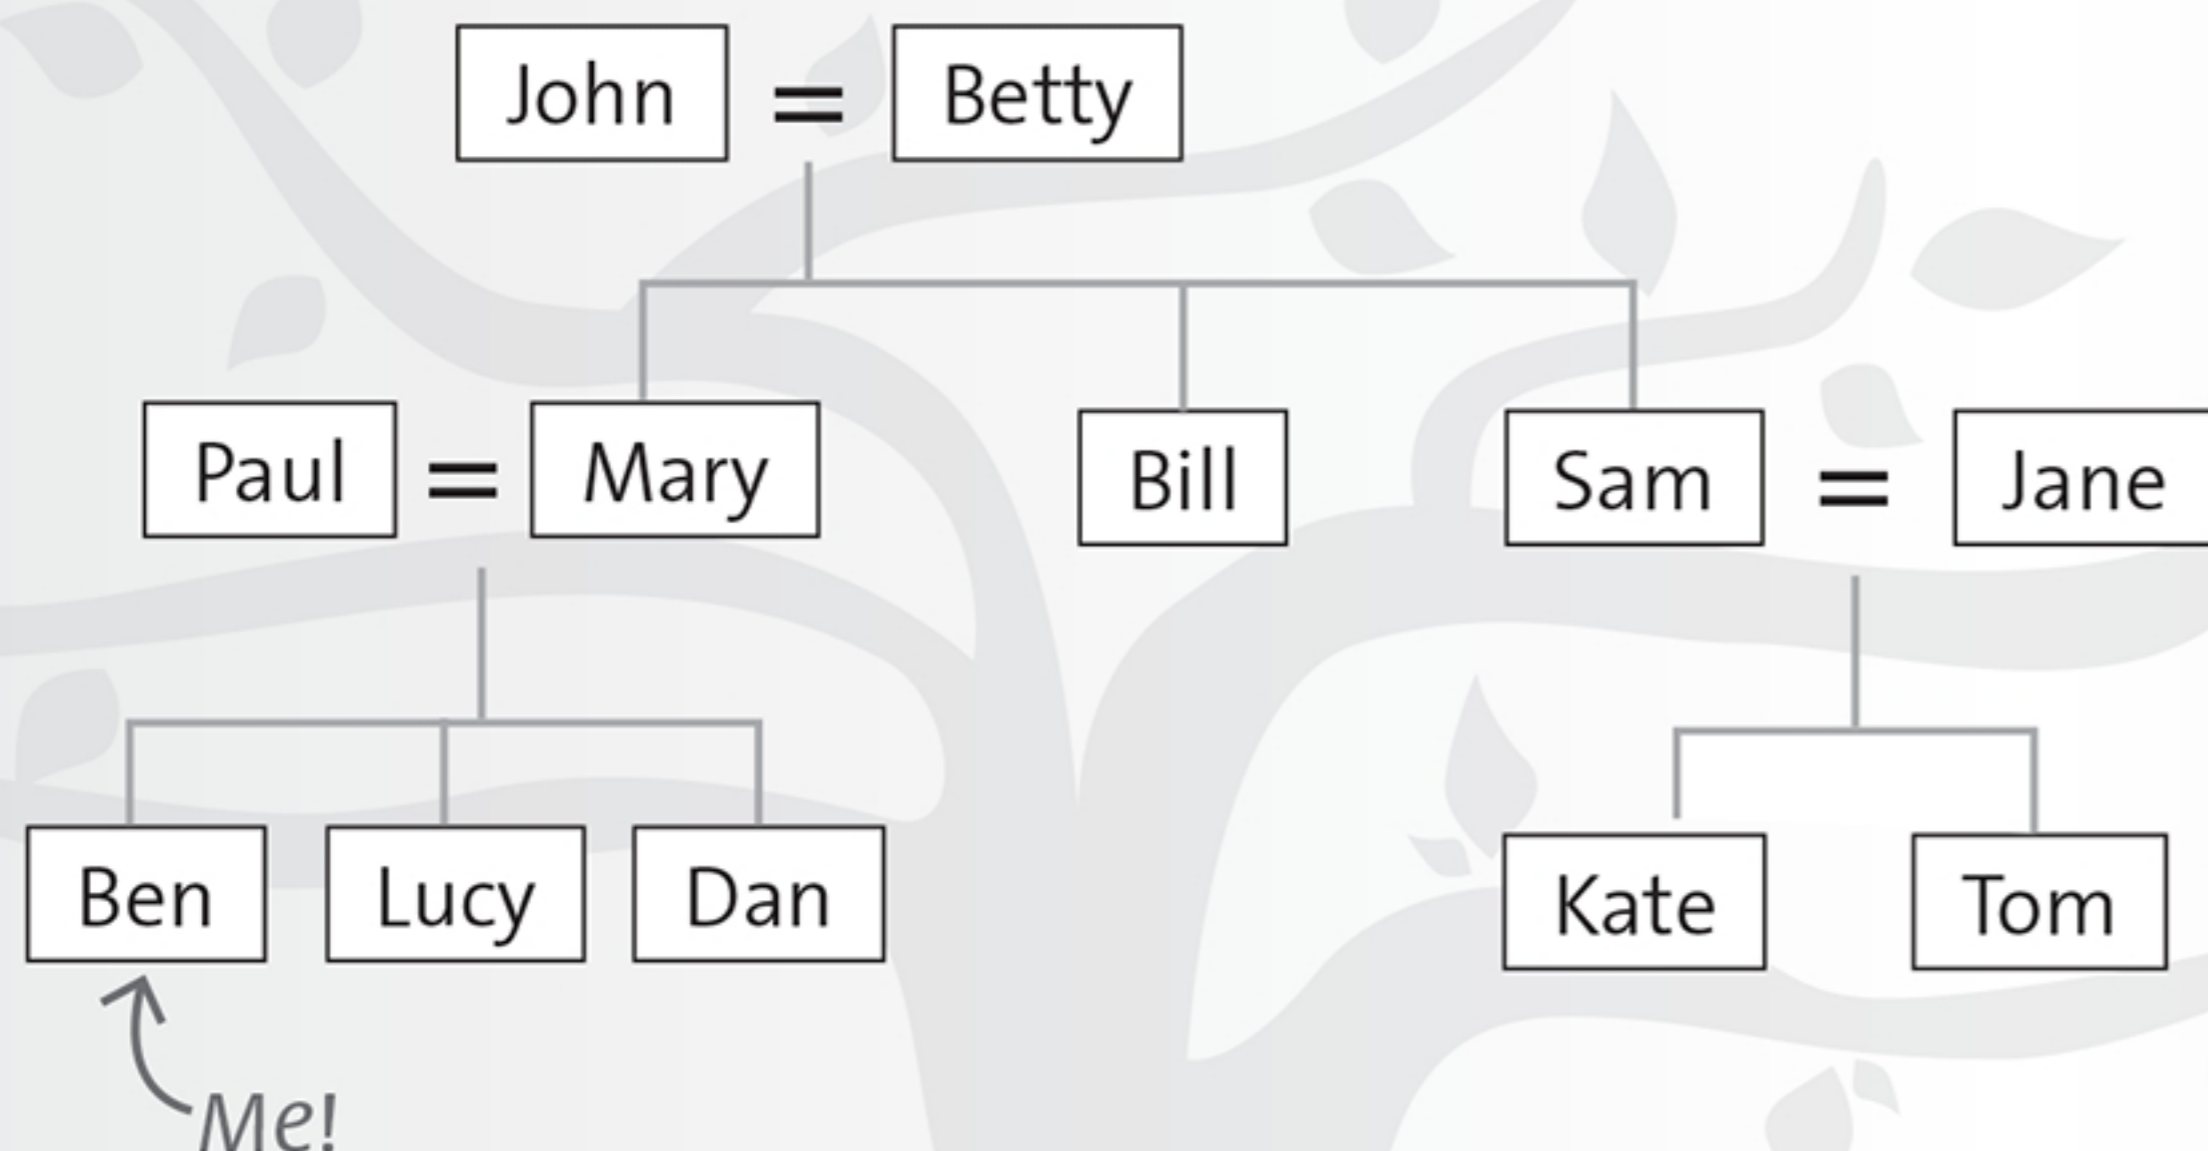 John = Betty
Paul = Mary Bill Sam = Jane
Ben Lucy Dan Kate Tom
Me!